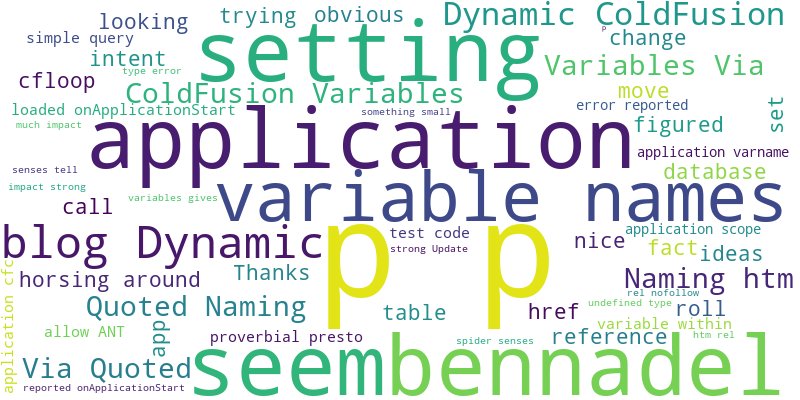 looking
trying
obvious
Dynamic ColdFusion
simple query
setting
p
change
intent
Variables Via
cfloop
type error
move
ColdFusion Variables
error reported
set
loaded onApplicationStart
something small
figured
much impact
application
application varname
senses tell
database
impact strong
variable names
variables gives
call
blog Dynamic
p p
test code
application scope
strong Update
nice
fact
ideas
application cfc
horsing around
Thanks
Naming htm
rel nofollow
Quoted Naming
table
href
undefined type
roll
allow ANT
app
proverbial presto
variable within
spider senses
reference
htm rel
Via Quoted
seem
bennadel
reported onApplicationStart